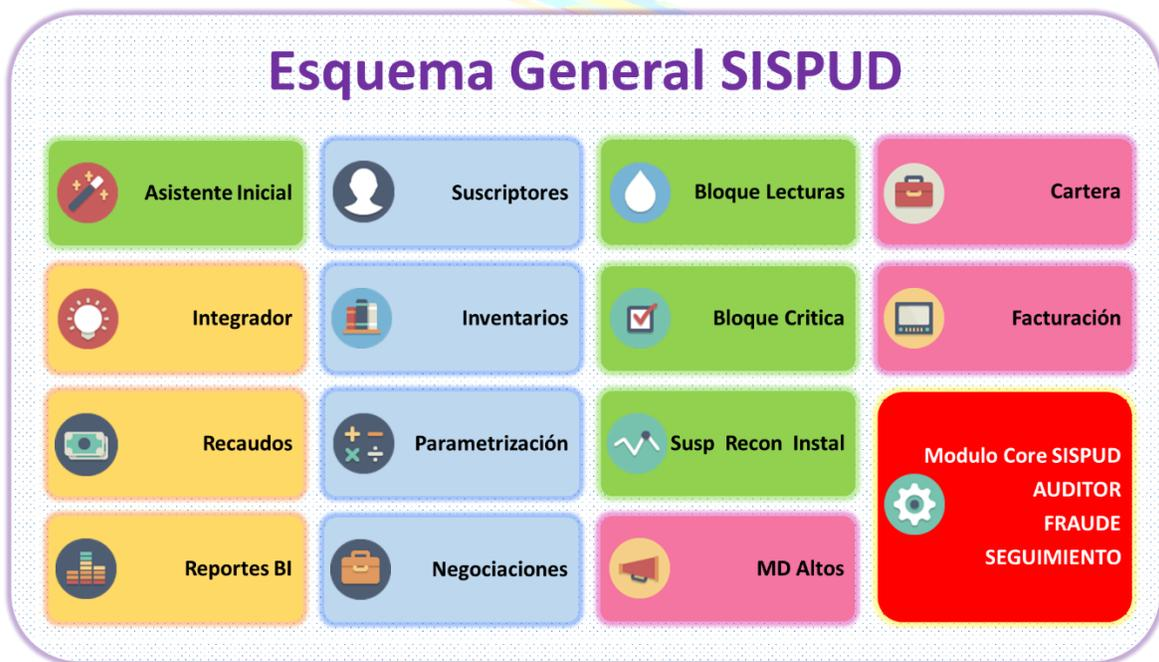 Esquema General SISPUD
Asistente Inicial
Suscriptores
Bloque Lecturas
Cartera
Integrador
Inventarios
Bloque Critica
Facturación
Recaudos
Parametrización
Susp Recon Instal
Modulo Core SISPUD
AUDITOR
FRAUDE
SEGUIMIENTO
Reportes BI
Negociaciones
MD Altos